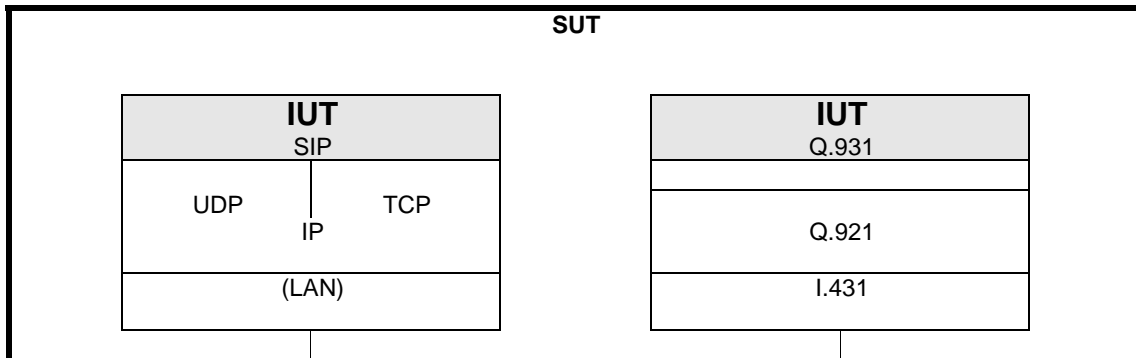 SUT
IUT
SIP
UDP TCP
IP
(LAN)
IUT
Q.931
Q.921
I.431